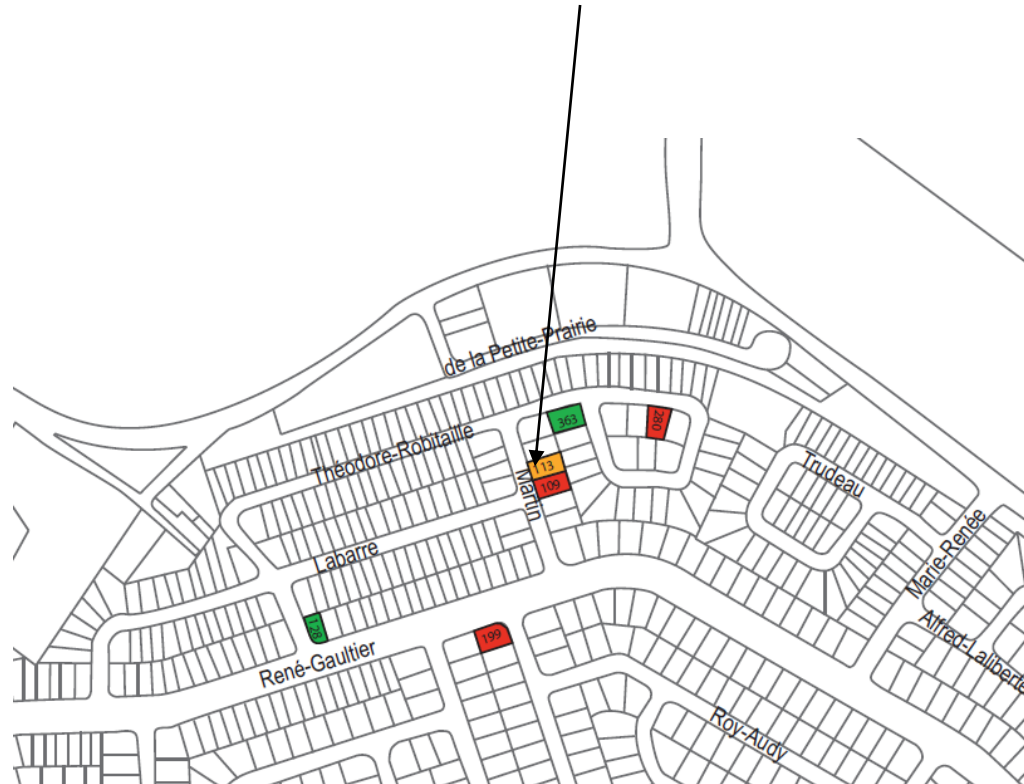 de la Petite-Prairie
363
280
Théodore-Robitaille
113
109
Martin
Trudeau
Labarre
Marie-Renée
128
199
René-Gaultier
Alfred-Laliberté
Roy-Audy